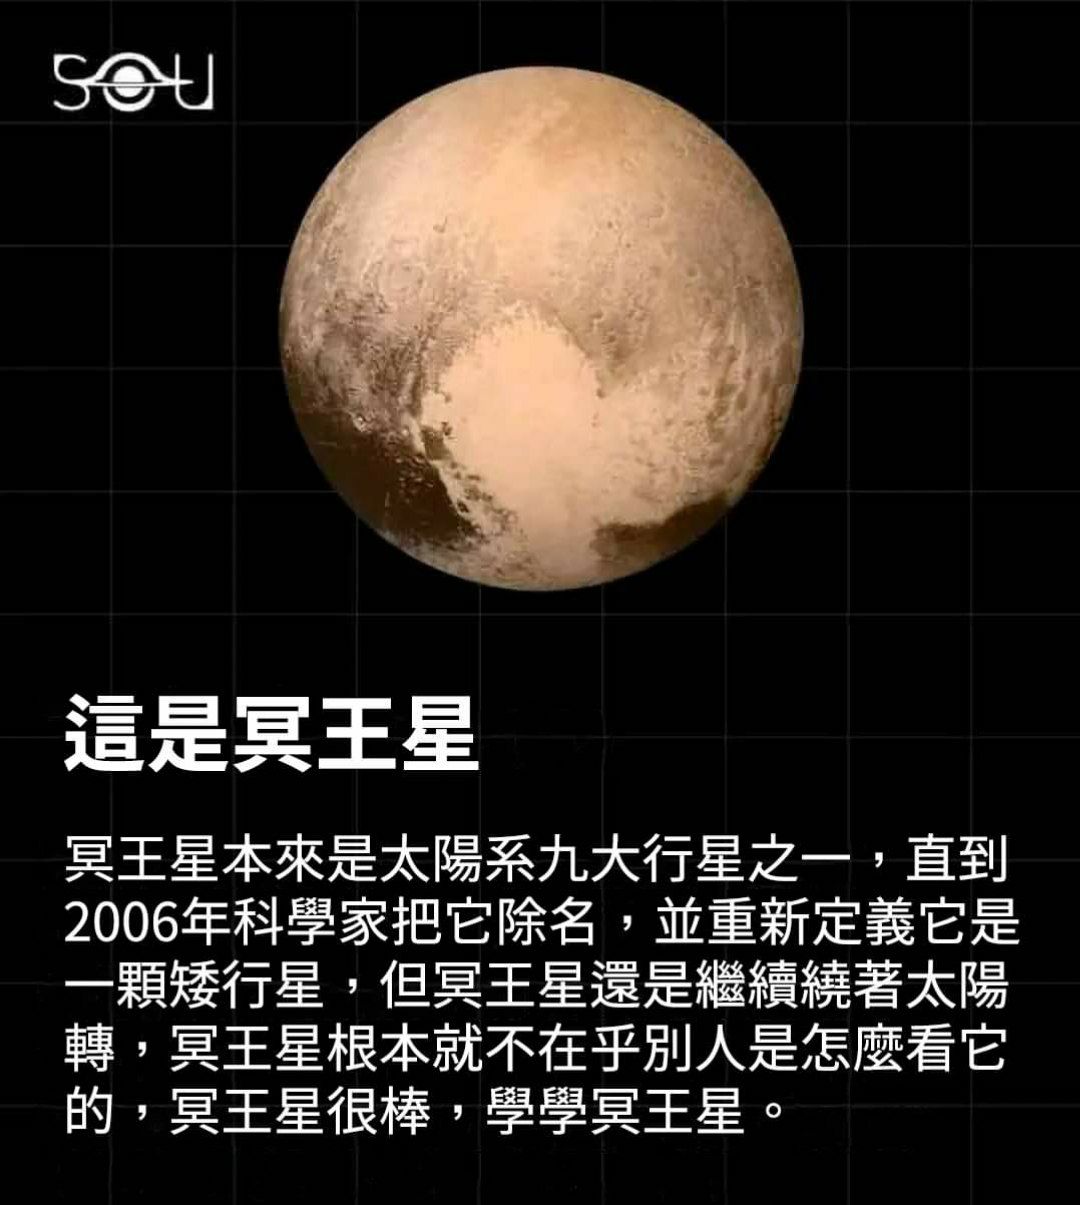 SOU
這是冥王星
冥王星本來是太陽系九大行星之一，直到
2006年科學家把它除名，並重新定義它是
一顆矮行星，但冥王星還是繼續繞著太陽
轉，冥王星根本就不在乎別人是怎麼看它
的，冥王星很棒，學學冥王星。